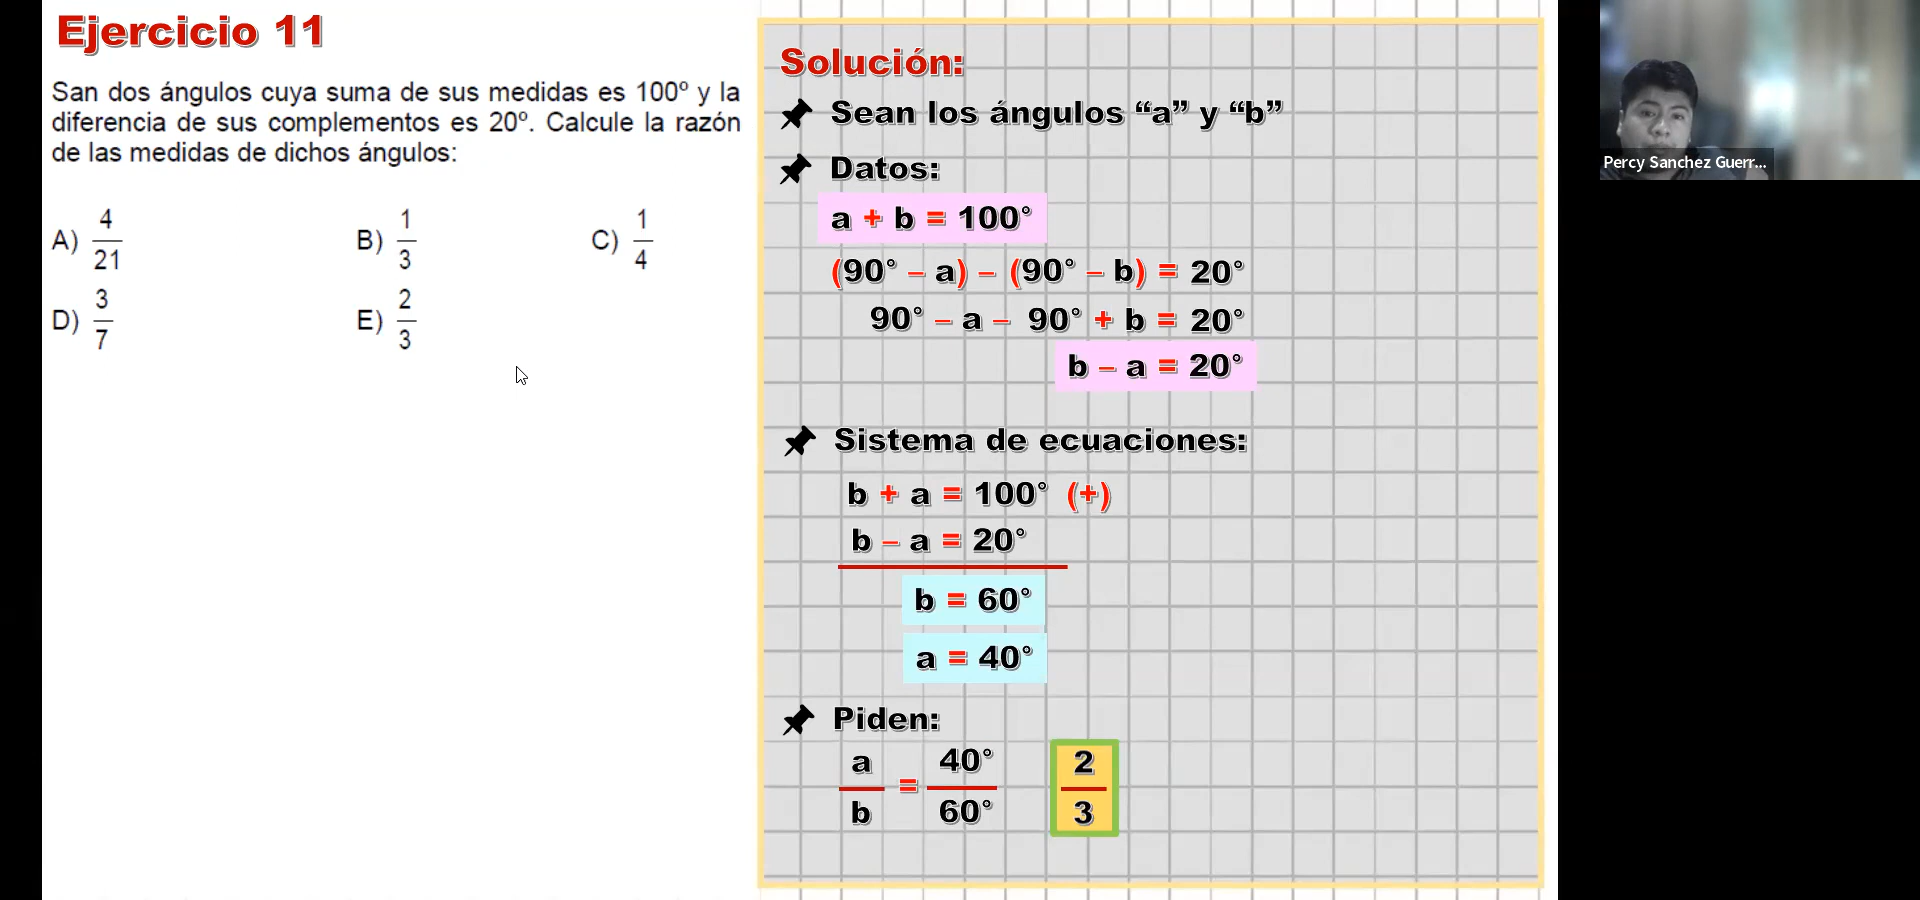 Ejercicio 11
San dos ángulos cuya suma de sus medidas es 100º y la
diferencia de sus complementos es 20º. Calcule la razón
de las medidas de dichos ángulos:
A) 4/21 B) 1/3 C) 1/4
D) 3/7 E) 2/3
Solución:
Sean los ángulos “a” y “b”
Datos:
a + b = 100°
(90° – a) – (90° – b) = 20°
90° – a – 90° + b = 20°
b – a = 20°
Sistema de ecuaciones:
b + a = 100° (+)
b – a = 20°
b = 60°
a = 40°
Piden:
a/b = 40°/60° 2/3
Percy Sanchez Guerr...